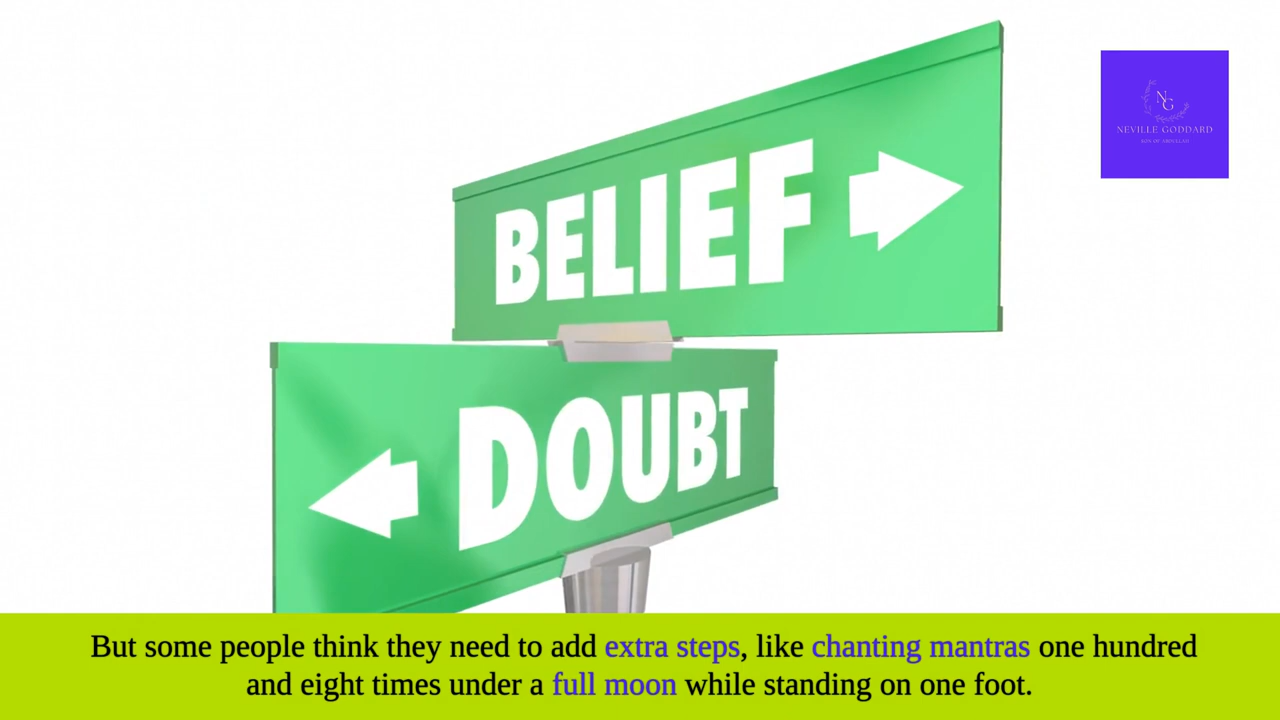 BELIEF
DOUBT
NG
NEVILLE GODDARD
But some people think they need to add extra steps, like chanting mantras one hundred
and eight times under a full moon while standing on one foot.